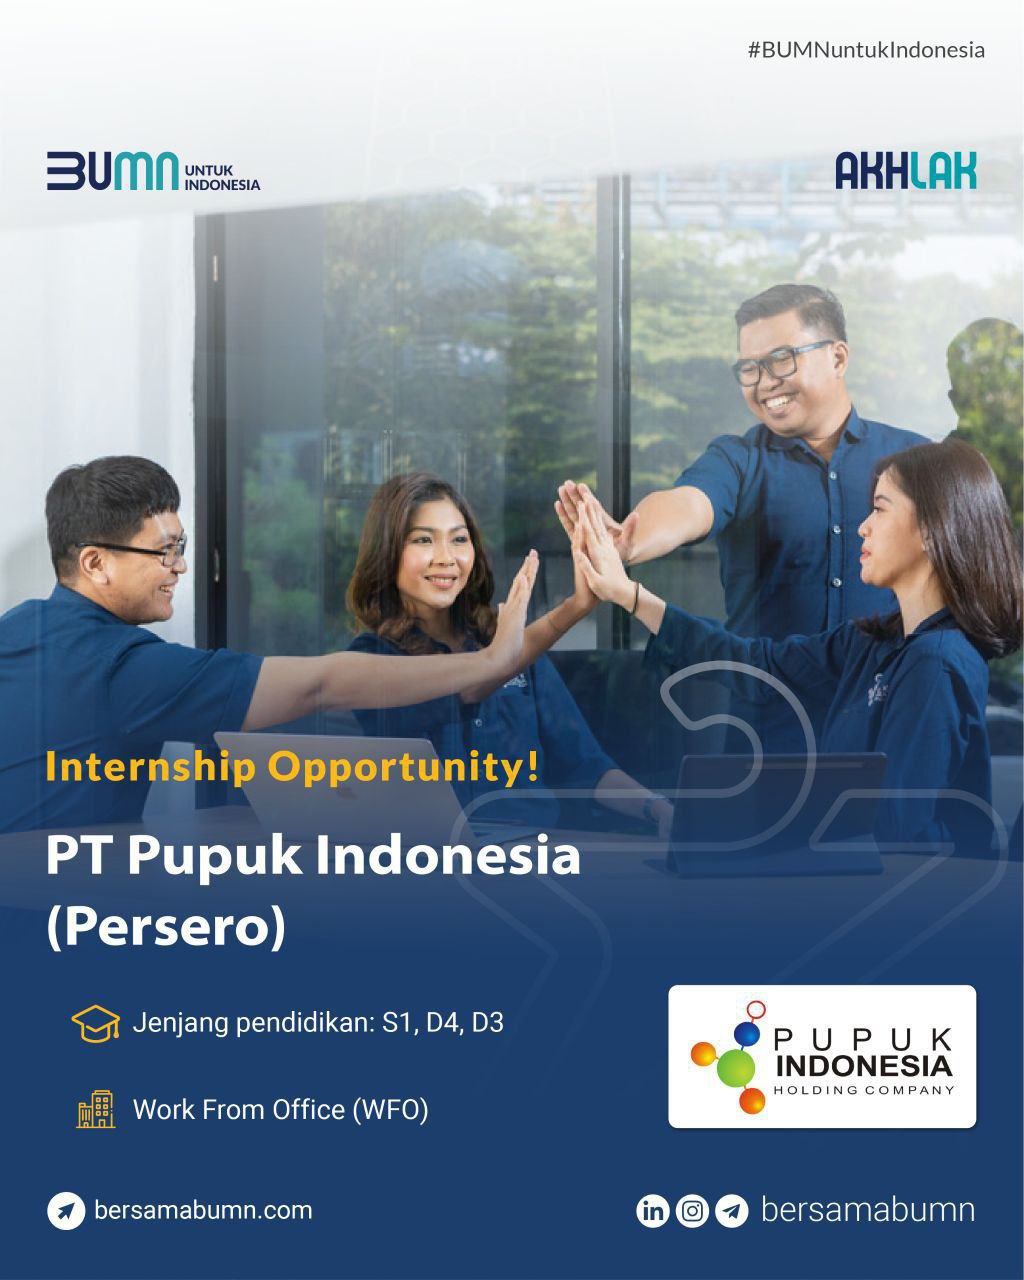 #BUMNuntukIndonesia
BUMN UNTUK
INDONESIA
AKHLAK
Internship Opportunity!
PT Pupuk Indonesia
(Persero)
Jenjang pendidikan: S1, D4, D3
Work From Office (WFO)
PUPUK
INDONESIA
HOLDING COMPANY
bersamabumn.com
in bersamabumn